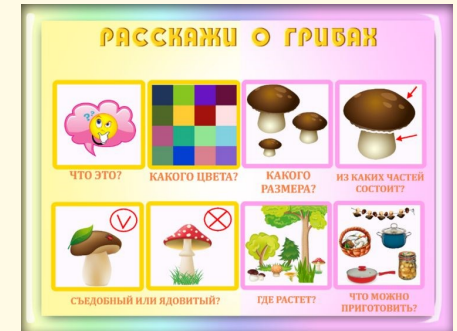 РАССКАЖИ О ГРИБАХ
ЧТО ЭТО?
КАКОГО ЦВЕТА?
КАКОГО
РАЗМЕРА?
ИЗ КАКИХ ЧАСТЕЙ
СОСТОИТ?
СЪЕДОБНЫЙ ИЛИ ЯДОВИТЫЙ?
ГДЕ РАСТЕТ?
ЧТО МОЖНО
ПРИГОТОВИТЬ?